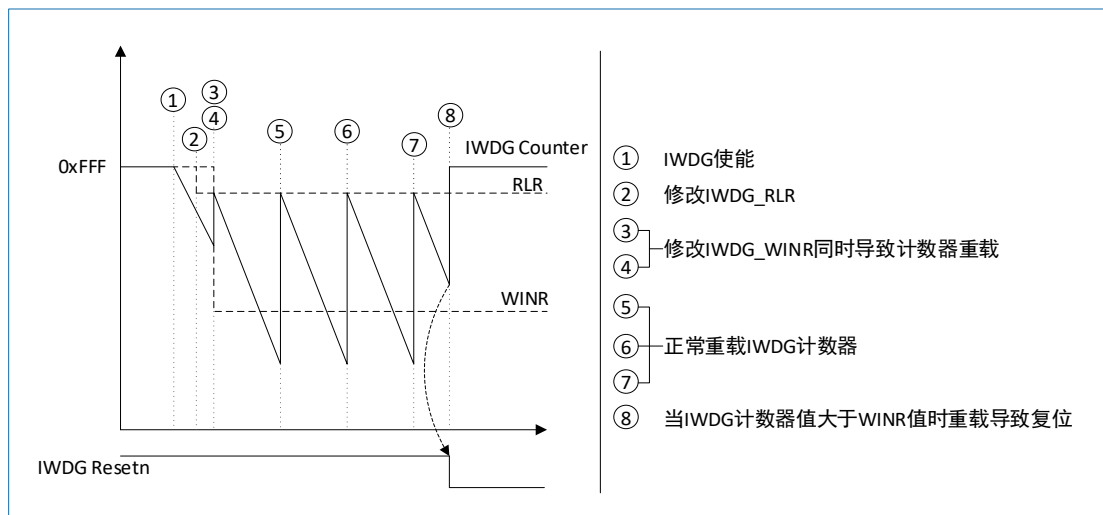 ①
②
③
④
⑤
⑥
⑦
⑧
0xFFF
IWDG Counter
RLR
WINR
IWDG Resetn
① IWDG使能
② 修改IWDG_RLR
③
④
修改IWDG_WINR同时导致计数器重载
⑤
⑥ 正常重载IWDG计数器
⑦
⑧ 当IWDG计数器值大于WINR值时重载导致复位